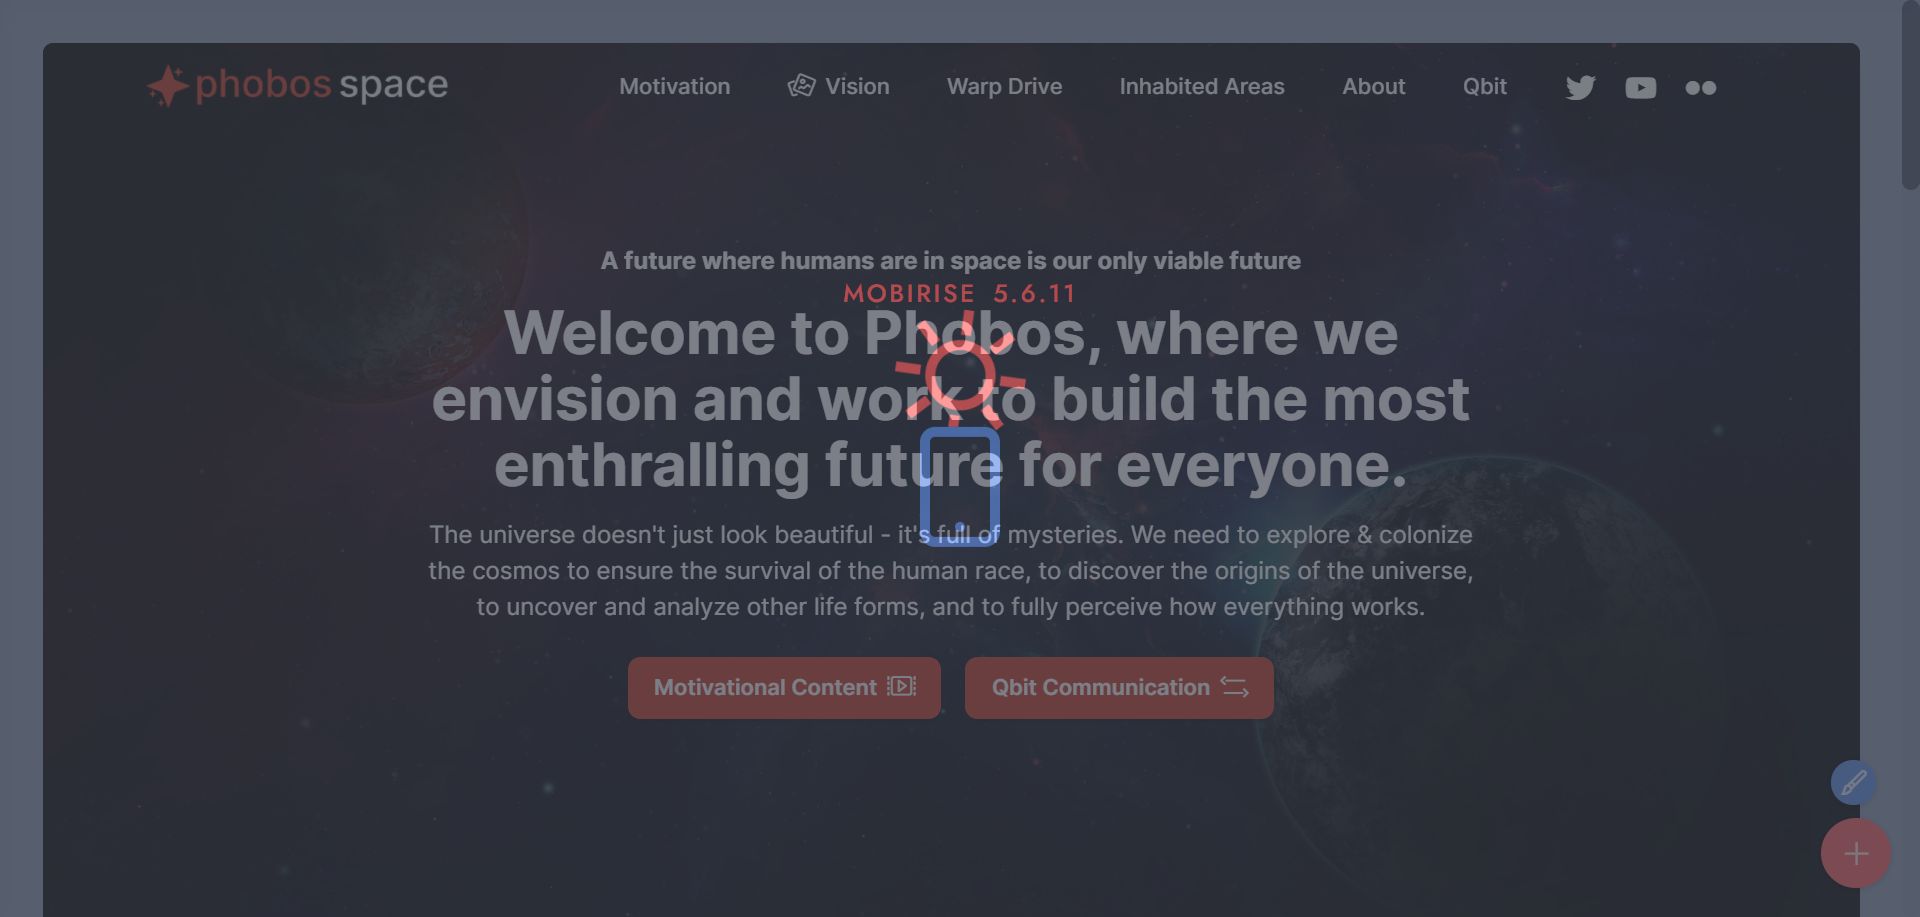 phobos space
Motivation
Vision
Warp Drive
Inhabited Areas
About
Qbit
A future where humans are in space is our only viable future
MOBIRISE 5.6.11
Welcome to Phobos, where we
envision and work to build the most
enthralling future for everyone.
The universe doesn't just look beautiful - it's full of mysteries. We need to explore & colonize
the cosmos to ensure the survival of the human race, to discover the origins of the universe,
to uncover and analyze other life forms, and to fully perceive how everything works.
Motivational Content
Qbit Communication